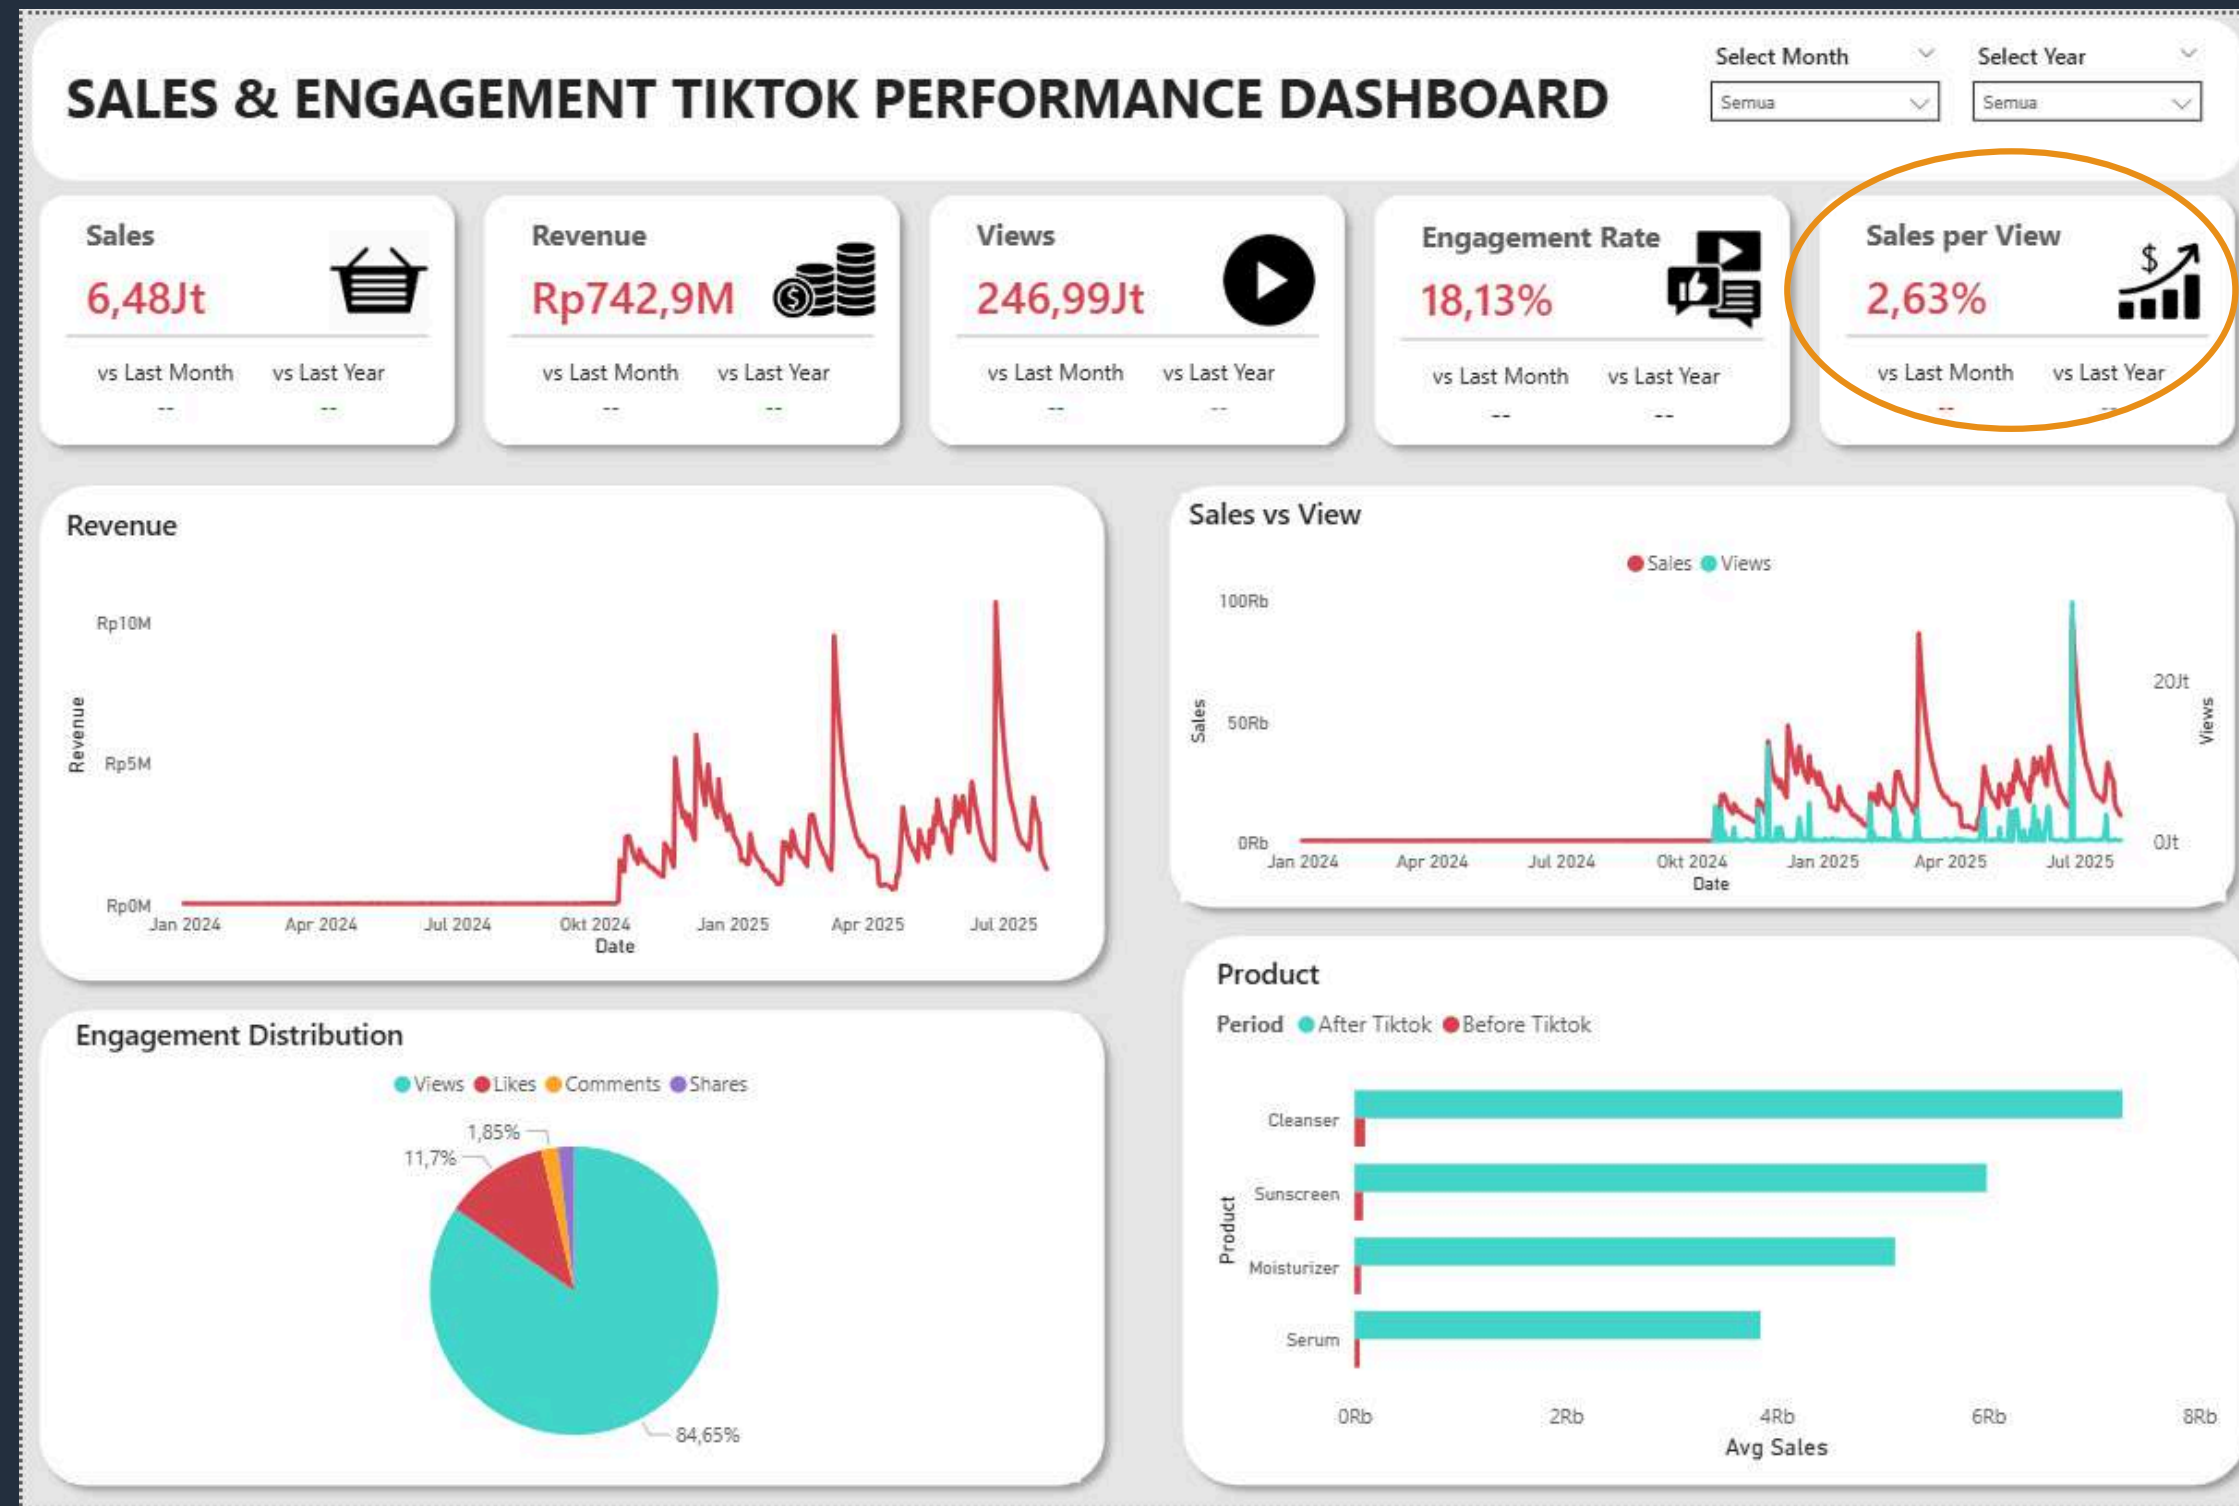 SALES & ENGAGEMENT TIKTOK PERFORMANCE DASHBOARD
Select Month
Semua
Select Year
Semua
Sales
6,48Jt
vs Last Month vs Last Year
-- --
Revenue
Rp742,9M
vs Last Month vs Last Year
-- --
Views
246,99Jt
vs Last Month vs Last Year
-- --
Engagement Rate
18,13%
vs Last Month vs Last Year
-- --
Sales per View
2,63%
vs Last Month vs Last Year
-- --
Revenue
Rp10M
Rp5M
Rp0M
Revenue
Jan 2024 Apr 2024 Jul 2024 Okt 2024 Jan 2025 Apr 2025 Jul 2025
Date
Sales vs View
Sales Views
100Rb
50Rb
0Rb
Sales
20Jt
0Jt
Views
Jan 2024 Apr 2024 Jul 2024 Okt 2024 Jan 2025 Apr 2025 Jul 2025
Date
Engagement Distribution
Views Likes Comments Shares
1,85%
11,7%
84,65%
Product
Period After Tiktok Before Tiktok
Product
Cleanser
Sunscreen
Moisturizer
Serum
0Rb 2Rb 4Rb 6Rb 8Rb
Avg Sales
$
$